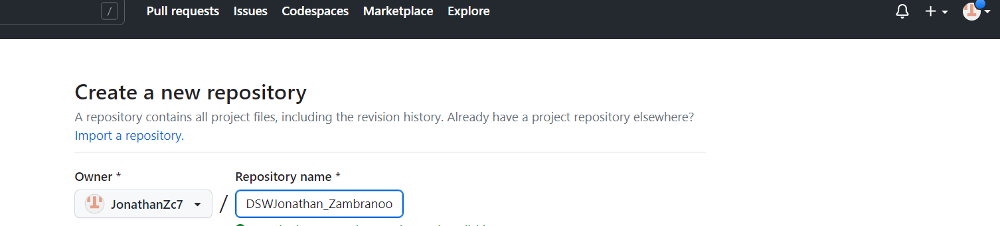 / Pull requests Issues Codespaces Marketplace Explore
Create a new repository
A repository contains all project files, including the revision history. Already have a project repository elsewhere?
Import a repository.
Owner * Repository name *
JonathanZc7 / DSWJonathan_Zambranoo